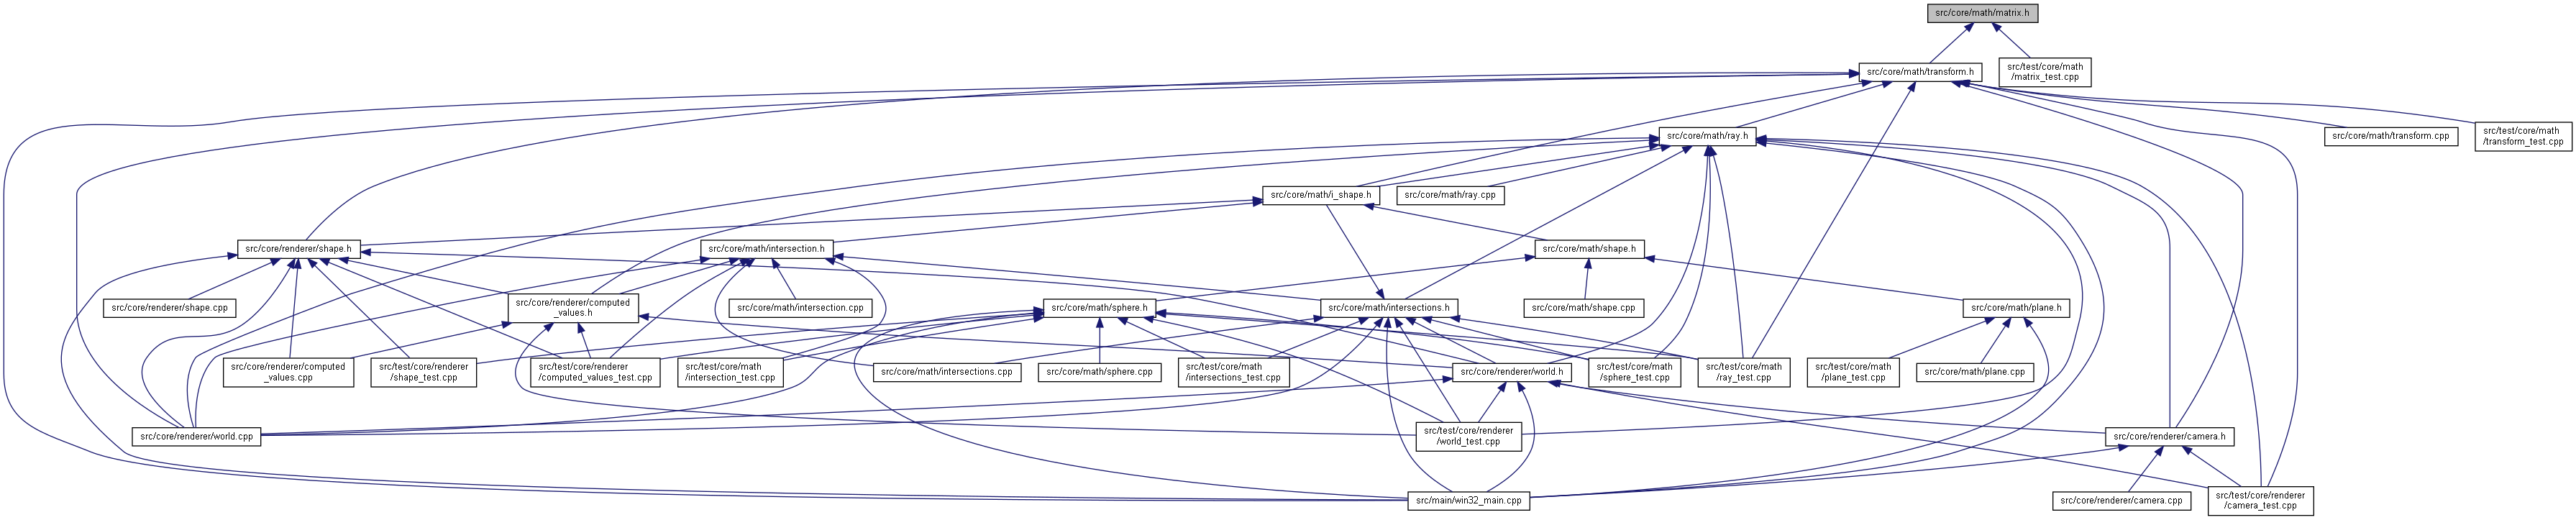 src/core/math/matrix.h
src/core/math/transform.h
src/test/core/math
/matrix_test.cpp
src/core/math/ray.h
src/core/math/transform.cpp
src/test/core/math
/transform_test.cpp
src/core/math/i_shape.h
src/core/math/ray.cpp
src/core/renderer/shape.h
src/core/math/intersection.h
src/core/math/shape.h
src/core/renderer/shape.cpp
src/core/renderer/computed
_values.h
src/core/math/intersection.cpp
src/core/math/sphere.h
src/core/math/intersections.h
src/core/math/shape.cpp
src/core/math/plane.h
src/core/renderer/computed
_values.cpp
src/test/core/renderer
/shape_test.cpp
src/test/core/renderer
/computed_values_test.cpp
src/test/core/math
/intersection_test.cpp
src/core/math/intersections.cpp
src/core/math/sphere.cpp
src/test/core/math
/intersections_test.cpp
src/core/renderer/world.h
src/test/core/math
/sphere_test.cpp
src/test/core/math
/ray_test.cpp
src/test/core/math
/plane_test.cpp
src/core/math/plane.cpp
src/core/renderer/world.cpp
src/test/core/renderer
/world_test.cpp
src/core/renderer/camera.h
src/main/win32_main.cpp
src/core/renderer/camera.cpp
src/test/core/renderer
/camera_test.cpp